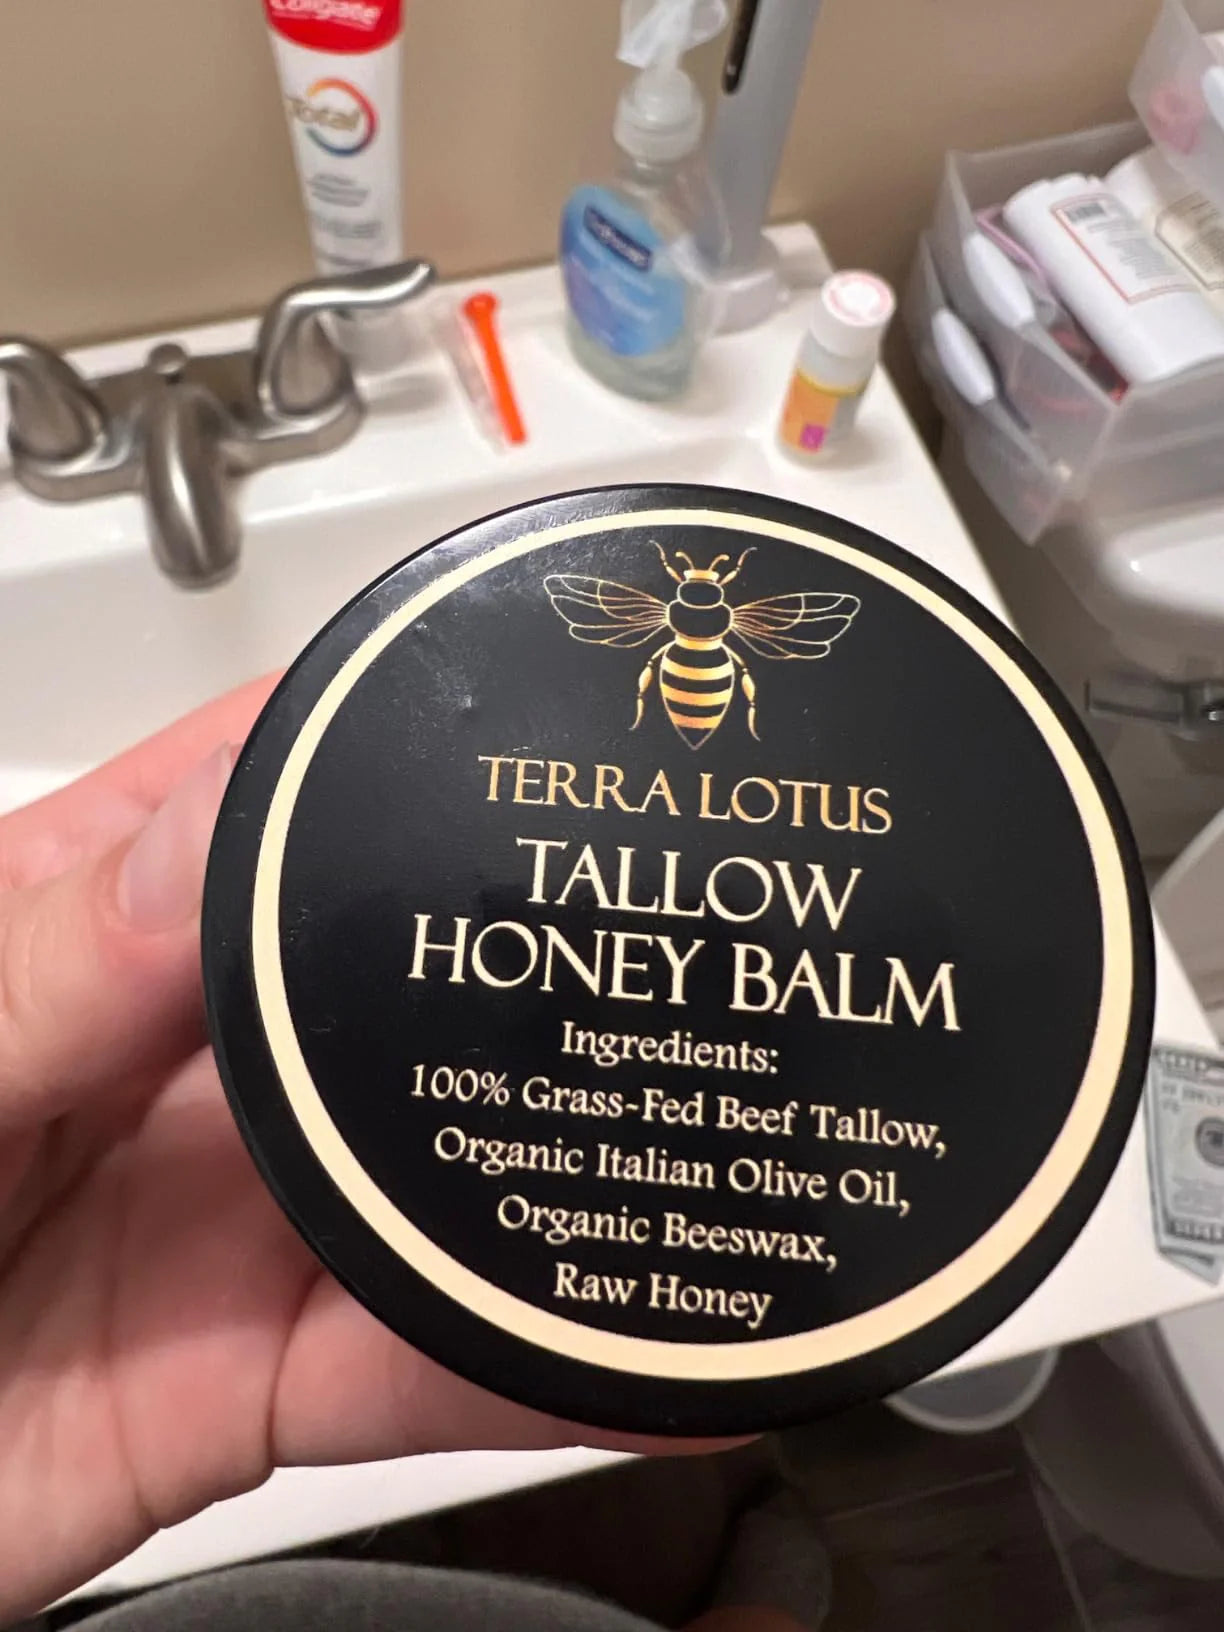 Colgate
Total
Softsoap
TERRA LOTUS
TALLOW
HONEY BALM
Ingredients:
100% Grass-Fed Beef Tallow,
Organic Italian Olive Oil,
Organic Beeswax,
Raw Honey